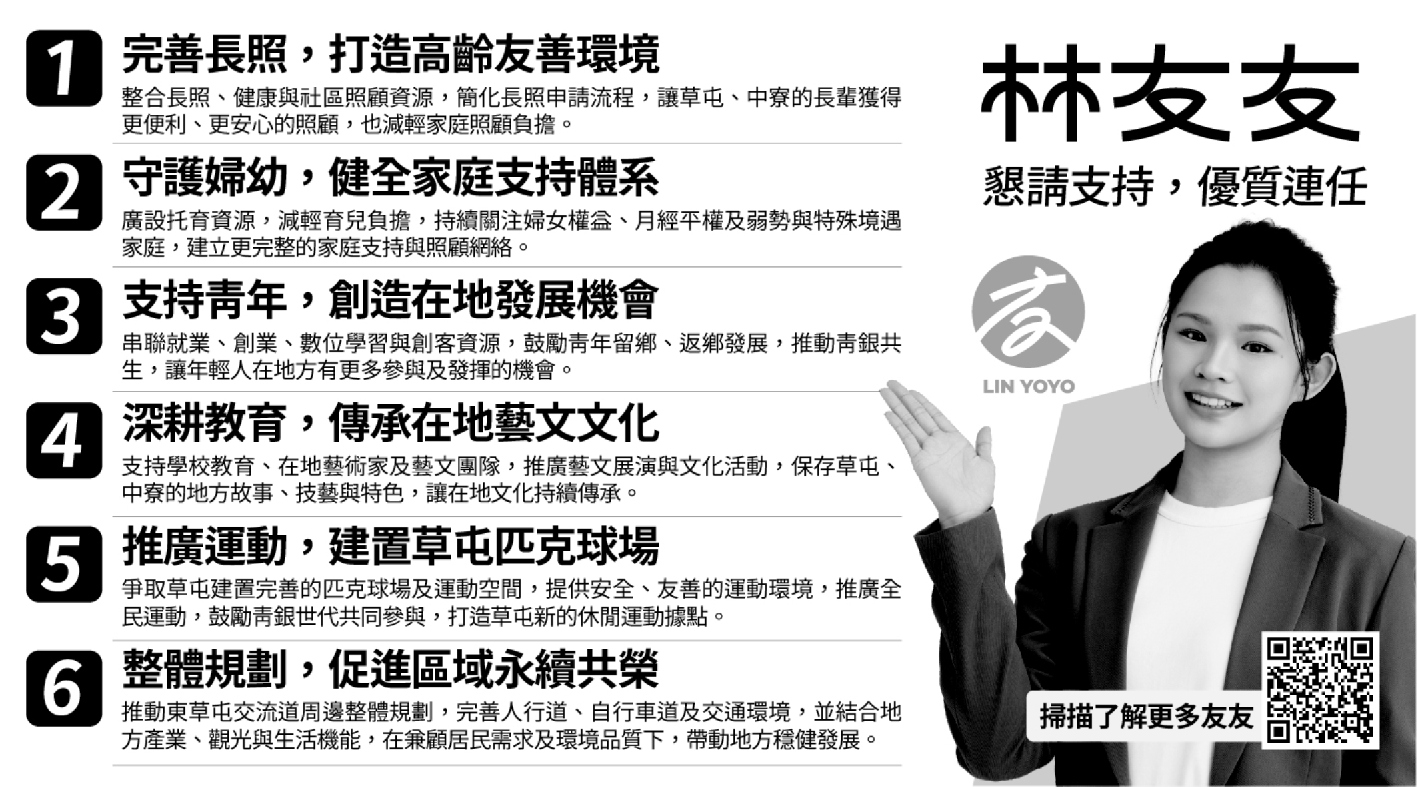 1
完善長照，打造高齡友善環境
整合長照、健康與社區照顧資源，簡化長照申請流程，讓草屯、中寮的長輩獲得
更便利、更安心的照顧，也減輕家庭照顧負擔。
2
守護婦幼，健全家庭支持體系
廣設托育資源，減輕育兒負擔，持續關注婦女權益、月經平權及弱勢與特殊境遇
家庭，建立更完整的家庭支持與照顧網絡。
3
支持青年，創造在地發展機會
串聯就業、創業、數位學習與創客資源，鼓勵青年留鄉、返鄉發展，推動青銀共
生，讓年輕人在地方有更多參與及發揮的機會。
4
深耕教育，傳承在地藝文文化
支持學校教育、在地藝術家及藝文團隊，推廣藝文展演與文化活動，保存草屯、
中寮的地方故事、技藝與特色，讓在地文化持續傳承。
5
推廣運動，建置草屯匹克球場
爭取草屯建置完善的匹克球場及運動空間，提供安全、友善的運動環境，推廣全
民運動，鼓勵青銀世代共同參與，打造草屯新的休閒運動據點。
6
整體規劃，促進區域永續共榮
推動東草屯交流道周邊整體規劃，完善人行道、自行車道及交通環境，並結合地
方產業、觀光與生活機能，在兼顧居民需求及環境品質下，帶動地方穩健發展。
林友友
懇請支持，優質連任
友
LIN YOYO
掃描了解更多友友